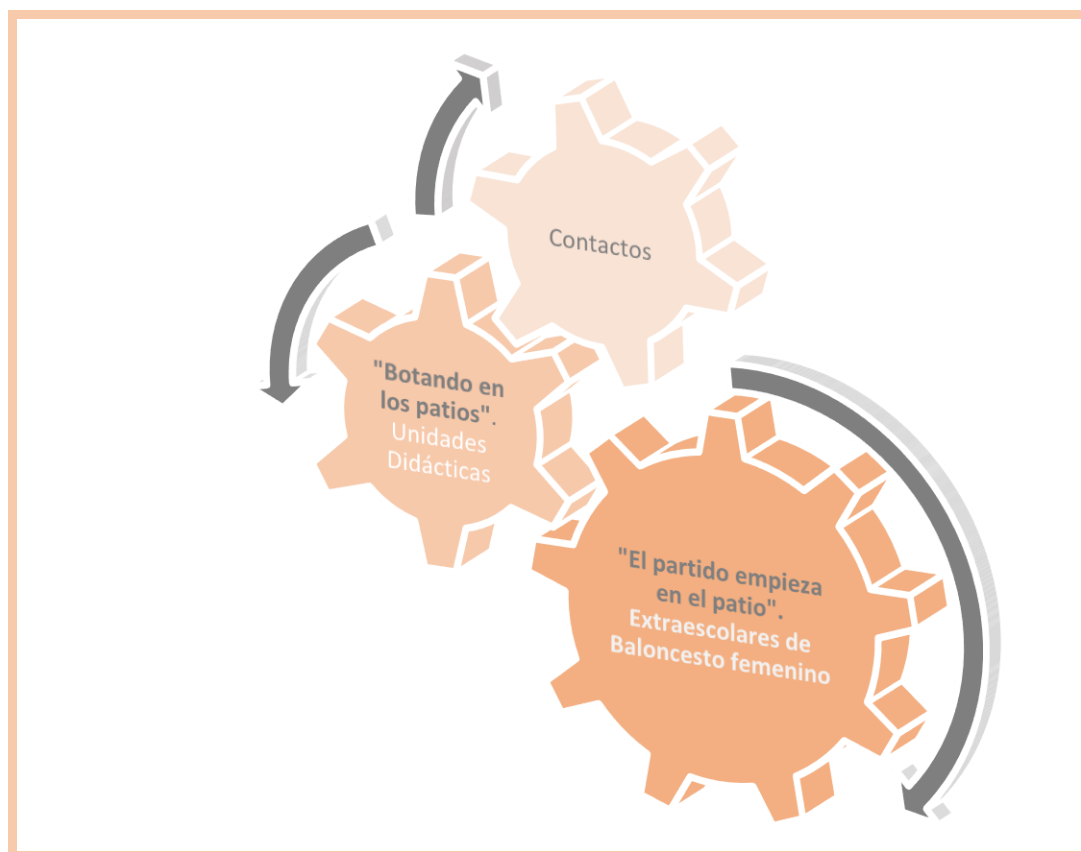 Contactos
"Botando en
los patios".
Unidades
Didácticas
"El partido empieza
en el patio".
Extraescolares de
Baloncesto femenino